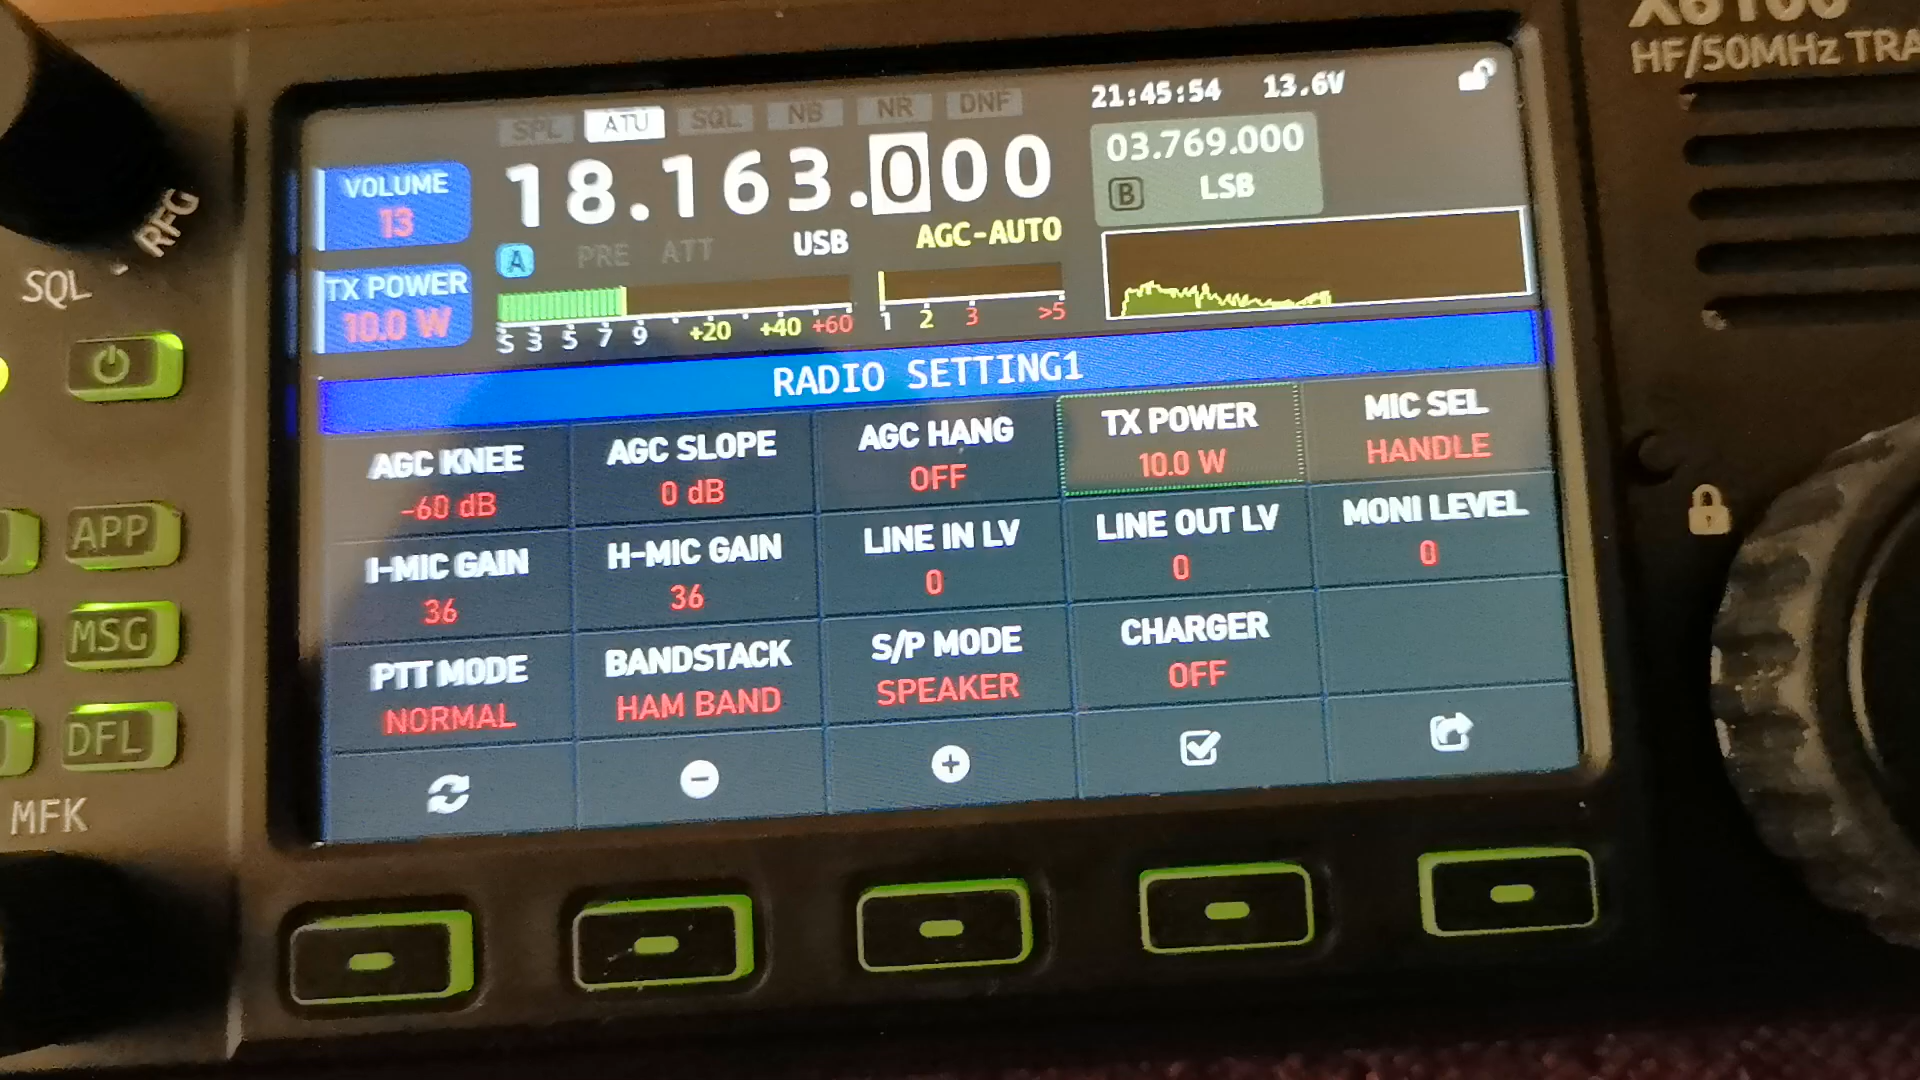 X6100
HF/50MHz TRA
SPL ATU SQL NB NR DNF
21:45:54 13.6V
18.163.000
03.769.000
B LSB
VOLUME
13
A PRE ATT USB AGC-AUTO
TX POWER
10.0 W
S 3 5 7 9 +20 +40 +60
1 2 3 >5
RADIO SETTING1
AGC KNEE
-60 dB
AGC SLOPE
0 dB
AGC HANG
OFF
TX POWER
10.0 W
MIC SEL
HANDLE
I-MIC GAIN
36
H-MIC GAIN
36
LINE IN LV
0
LINE OUT LV
0
MONI LEVEL
0
PTT MODE
NORMAL
BANDSTACK
HAM BAND
S/P MODE
SPEAKER
CHARGER
OFF
RFG
SQL
APP
MSG
DFL
MFK